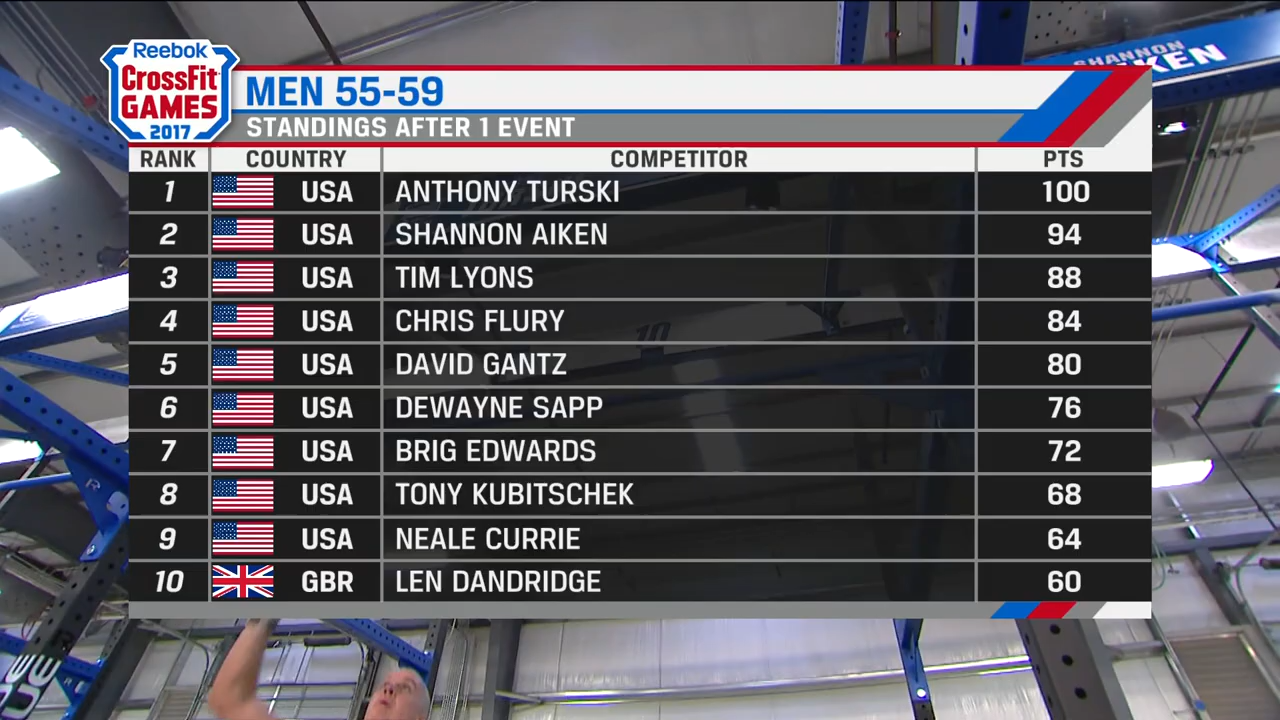 Reebok
CrossFit
GAMES
2017
MEN 55-59
STANDINGS AFTER 1 EVENT
RANK COUNTRY COMPETITOR PTS
1 USA ANTHONY TURSKI 100
2 USA SHANNON AIKEN 94
3 USA TIM LYONS 88
4 USA CHRIS FLURY 84
5 USA DAVID GANTZ 80
6 USA DEWAYNE SAPP 76
7 USA BRIG EDWARDS 72
8 USA TONY KUBITSCHEK 68
9 USA NEALE CURRIE 64
10 GBR LEN DANDRIDGE 60
SHANNON
10